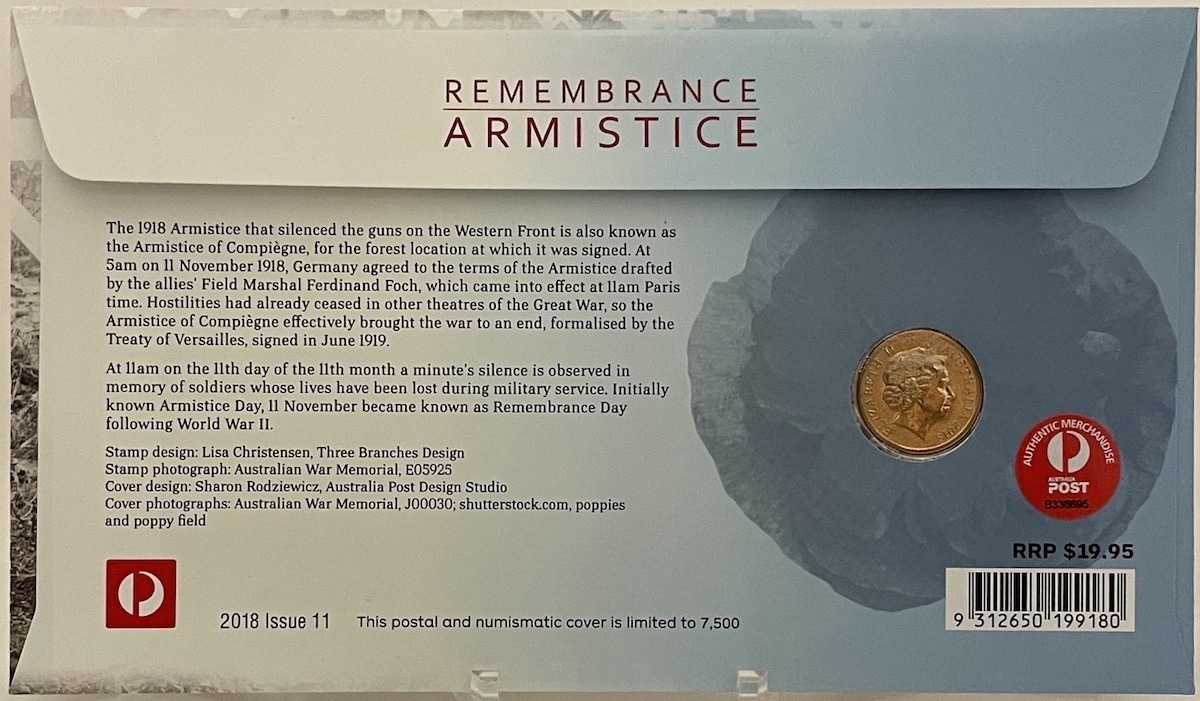 REMEMBRANCE
ARMISTICE
The 1918 Armistice that silenced the guns on the Western Front is also known as
the Armistice of Compiègne, for the forest location at which it was signed. At
5am on 11 November 1918, Germany agreed to the terms of the Armistice drafted
by the allies' Field Marshal Ferdinand Foch, which came into effect at 11am Paris
time. Hostilities had already ceased in other theatres of the Great War, so the
Armistice of Compiègne effectively brought the war to an end, formalised by the
Treaty of Versailles, signed in June 1919.
At 11am on the 11th day of the 11th month a minute's silence is observed in
memory of soldiers whose lives have been lost during military service. Initially
known Armistice Day, 11 November became known as Remembrance Day
following World War II.
Stamp design: Lisa Christensen, Three Branches Design
Stamp photograph: Australian War Memorial, E05925
Cover design: Sharon Rodziewicz, Australia Post Design Studio
Cover photographs: Australian War Memorial, J00030; shutterstock.com, poppies
and poppy field
2018 Issue 11
This postal and numismatic cover is limited to 7,500
ELIZABETH II AUSTRALIA 2018
AUTHENTIC MERCHANDISE
AUSTRALIA
POST
RRP $19.95
9 312650 199180